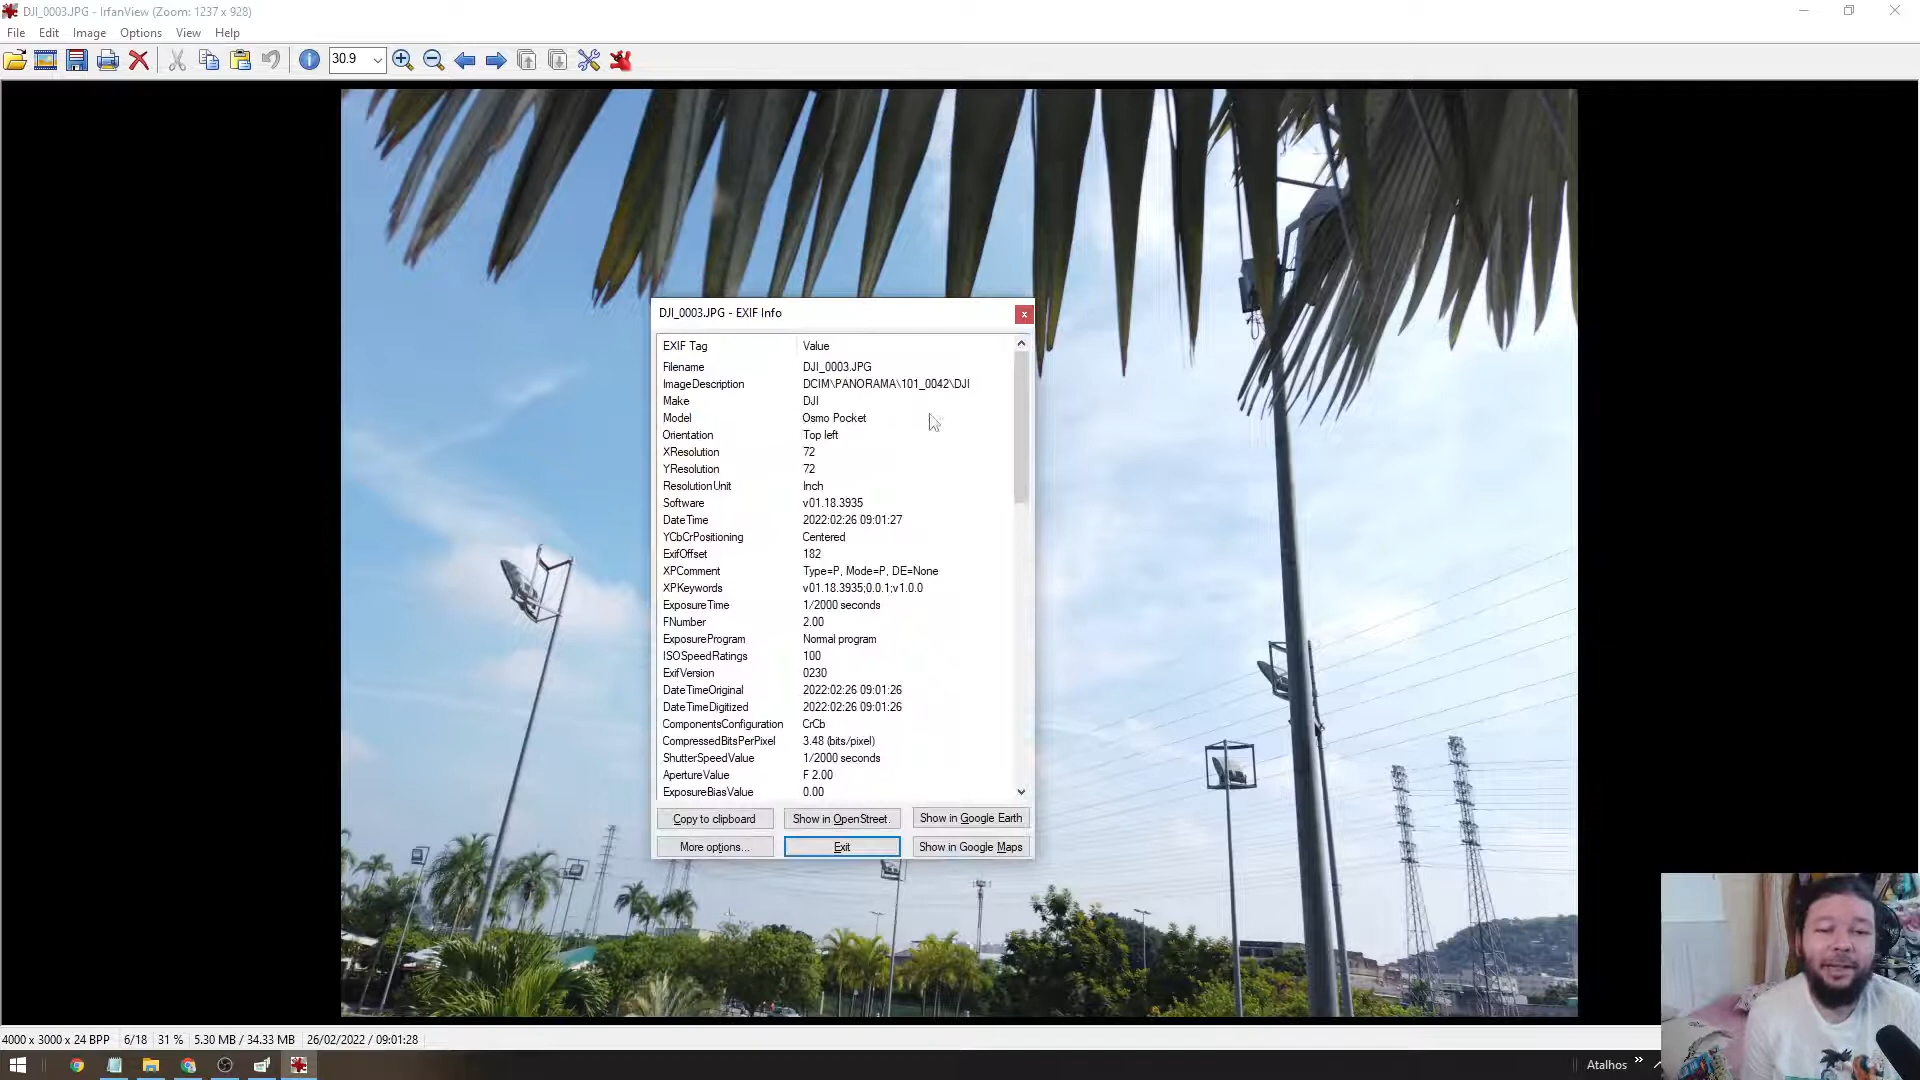 DJI_0003.JPG - IrfanView (Zoom: 1237 x 928)
File Edit Image Options View Help
30.9
DJI_0003.JPG - EXIF Info
EXIF Tag Value
Filename DJI_0003.JPG
ImageDescription DCIM\PANORAMA\101_0042\DJI
Make DJI
Model Osmo Pocket
Orientation Top left
XResolution 72
YResolution 72
ResolutionUnit Inch
Software v01.18.3935
DateTime 2022:02:26 09:01:27
YCbCrPositioning Centered
ExifOffset 182
XPComment Type=P, Mode=P, DE=None
XPKeywords v01.18.3935;0.0.1;v1.0.0
ExposureTime 1/2000 seconds
FNumber 2.00
ExposureProgram Normal program
ISOSpeedRatings 100
ExifVersion 0230
DateTimeOriginal 2022:02:26 09:01:26
DateTimeDigitized 2022:02:26 09:01:26
ComponentsConfiguration CrCb
CompressedBitsPerPixel 3.48 (bits/pixel)
ShutterSpeedValue 1/2000 seconds
ApertureValue F 2.00
ExposureBiasValue 0.00
Copy to clipboard Show in OpenStreet. Show in Google Earth
More options... Exit Show in Google Maps
4000 x 3000 x 24 BPP 6/18 31 % 5.30 MB / 34.33 MB 26/02/2022 / 09:01:28
Atalhos